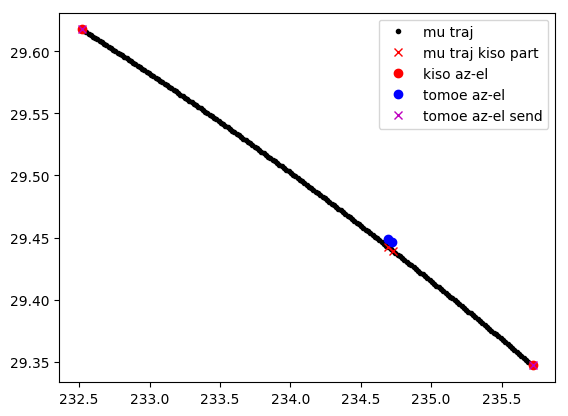 mu traj
mu traj kiso part
kiso az-el
tomoe az-el
tomoe az-el send
29.60
29.55
29.50
29.45
29.40
29.35
232.5 233.0 233.5 234.0 234.5 235.0 235.5